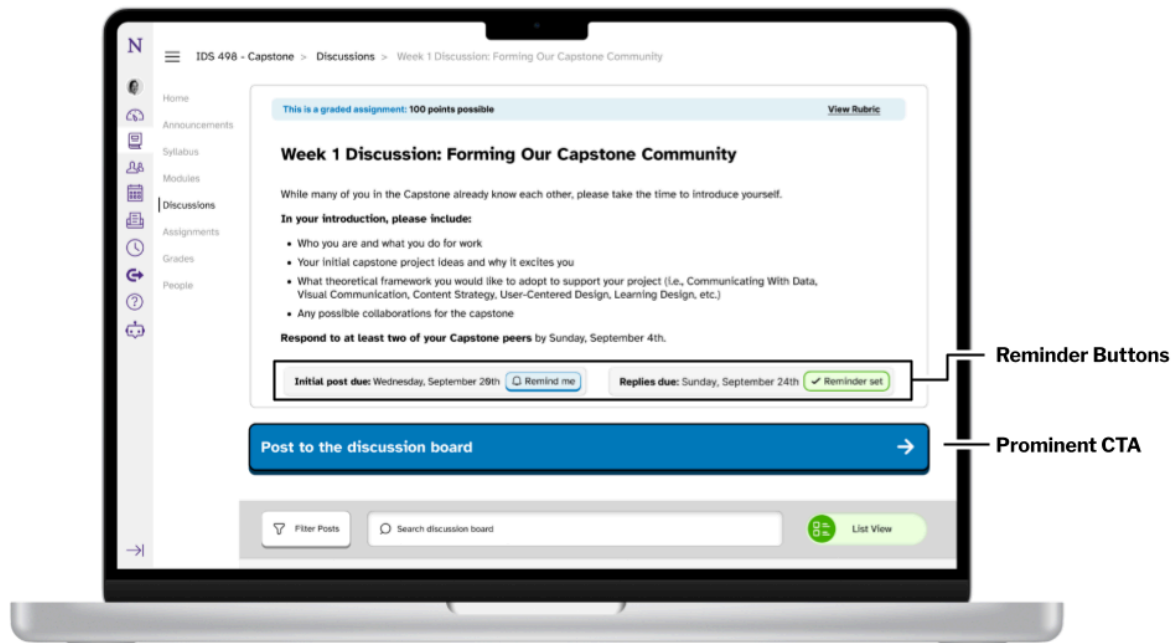 N
IDS 498 - Capstone > Discussions > Week 1 Discussion: Forming Our Capstone Community
Home
Announcements
Syllabus
Modules
Discussions
Assignments
Grades
People
This is a graded assignment: 100 points possible
View Rubric
Week 1 Discussion: Forming Our Capstone Community
While many of you in the Capstone already know each other, please take the time to introduce yourself.
In your introduction, please include:
• Who you are and what you do for work
• Your initial capstone project ideas and why it excites you
• What theoretical framework you would like to adopt to support your project (i.e., Communicating With Data,
Visual Communication, Content Strategy, User-Centered Design, Learning Design, etc.)
• Any possible collaborations for the capstone
Respond to at least two of your Capstone peers by Sunday, September 4th.
Initial post due: Wednesday, September 20th Remind me
Replies due: Sunday, September 24th Reminder set
Reminder Buttons
Post to the discussion board
Prominent CTA
Filter Posts
Search discussion board
List View